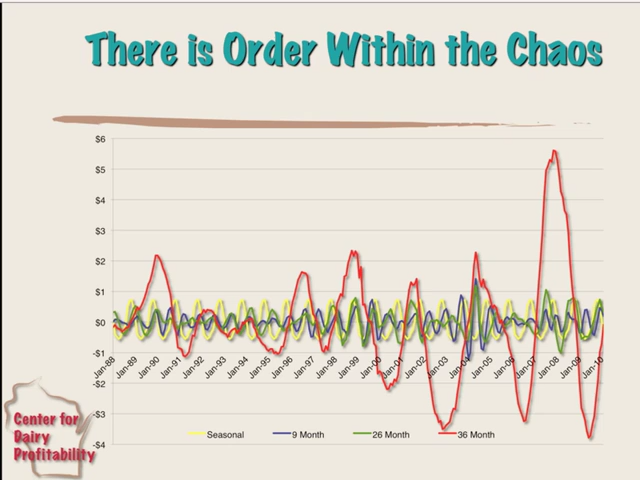 There is Order Within the Chaos
$6
$5
$4
$3
$2
$1
$0
-$1
-$2
-$3
-$4
Jan-88 Jan-89 Jan-90 Jan-91 Jan-92 Jan-93 Jan-94 Jan-95 Jan-96 Jan-97 Jan-98 Jan-99 Jan-00 Jan-01 Jan-02 Jan-03 Jan-04 Jan-05 Jan-06 Jan-07 Jan-08 Jan-09 Jan-10
Seasonal 9 Month 26 Month 36 Month
Center for
Dairy
Profitability